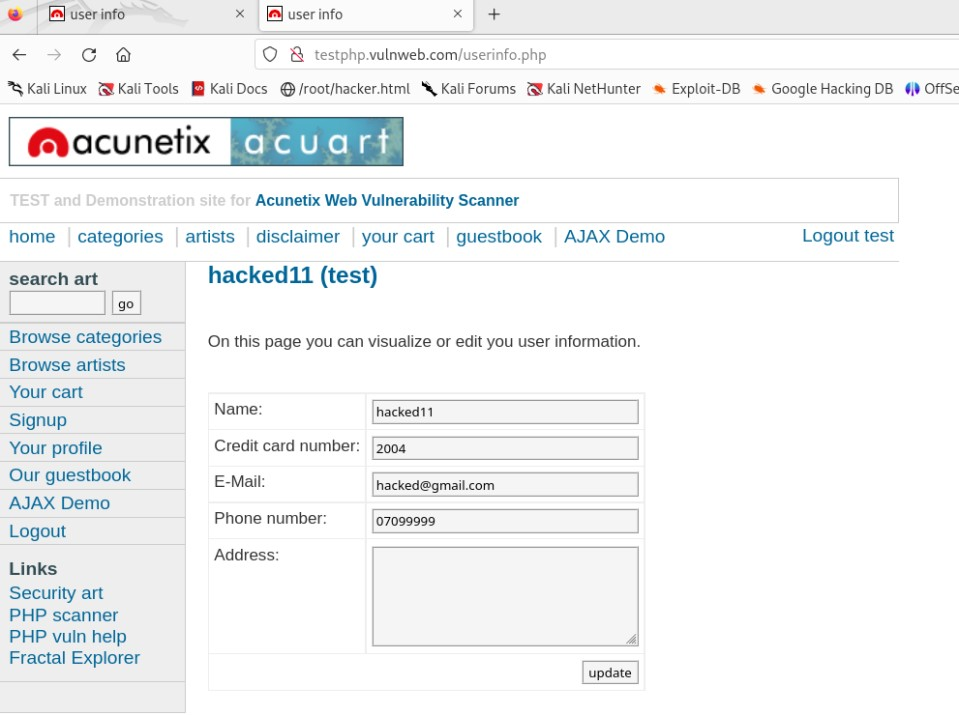 user info
user info
testphp.vulnweb.com/userinfo.php
Kali Linux Kali Tools Kali Docs /root/hacker.html Kali Forums Kali NetHunter Exploit-DB Google Hacking DB OffSe
acunetix acuart
TEST and Demonstration site for Acunetix Web Vulnerability Scanner
home categories artists disclaimer your cart guestbook AJAX Demo Logout test
search art
go
Browse categories
Browse artists
Your cart
Signup
Your profile
Our guestbook
AJAX Demo
Logout
Links
Security art
PHP scanner
PHP vuln help
Fractal Explorer
hacked11 (test)
On this page you can visualize or edit you user information.
Name: hacked11
Credit card number: 2004
E-Mail: hacked@gmail.com
Phone number: 07099999
Address:
update